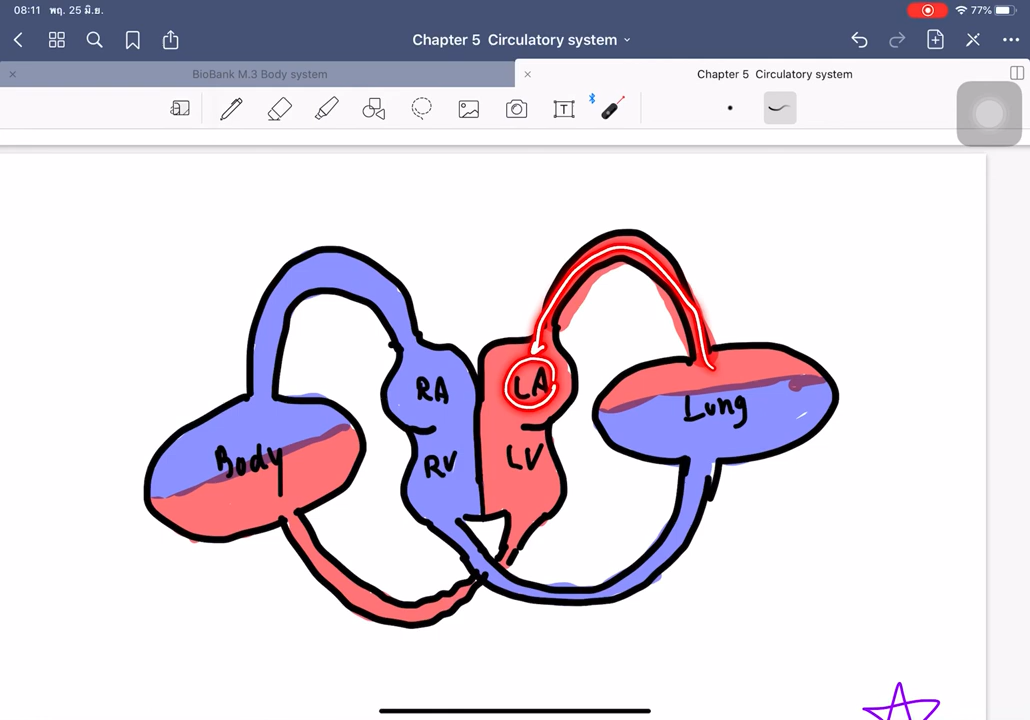 08:11 พฤ. 25 มิ.ย.
77%
Chapter 5 Circulatory system
BioBank M.3 Body system
Chapter 5 Circulatory system
T
RA
LA
Lung
Body
RV
LV